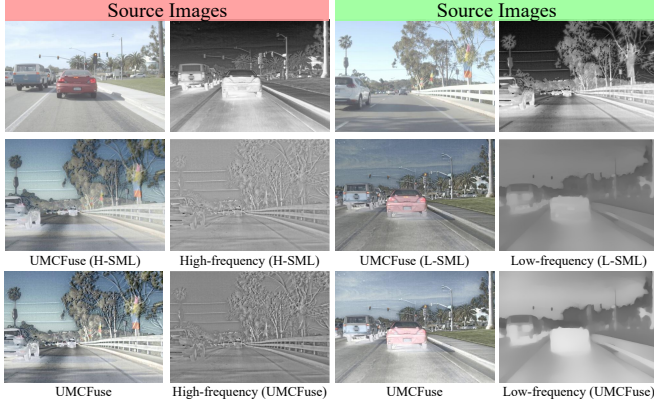 Source Images Source Images
UMCFuse (H-SML) High-frequency (H-SML) UMCFuse (L-SML) Low-frequency (L-SML)
UMCFuse High-frequency (UMCFuse) UMCFuse Low-frequency (UMCFuse)